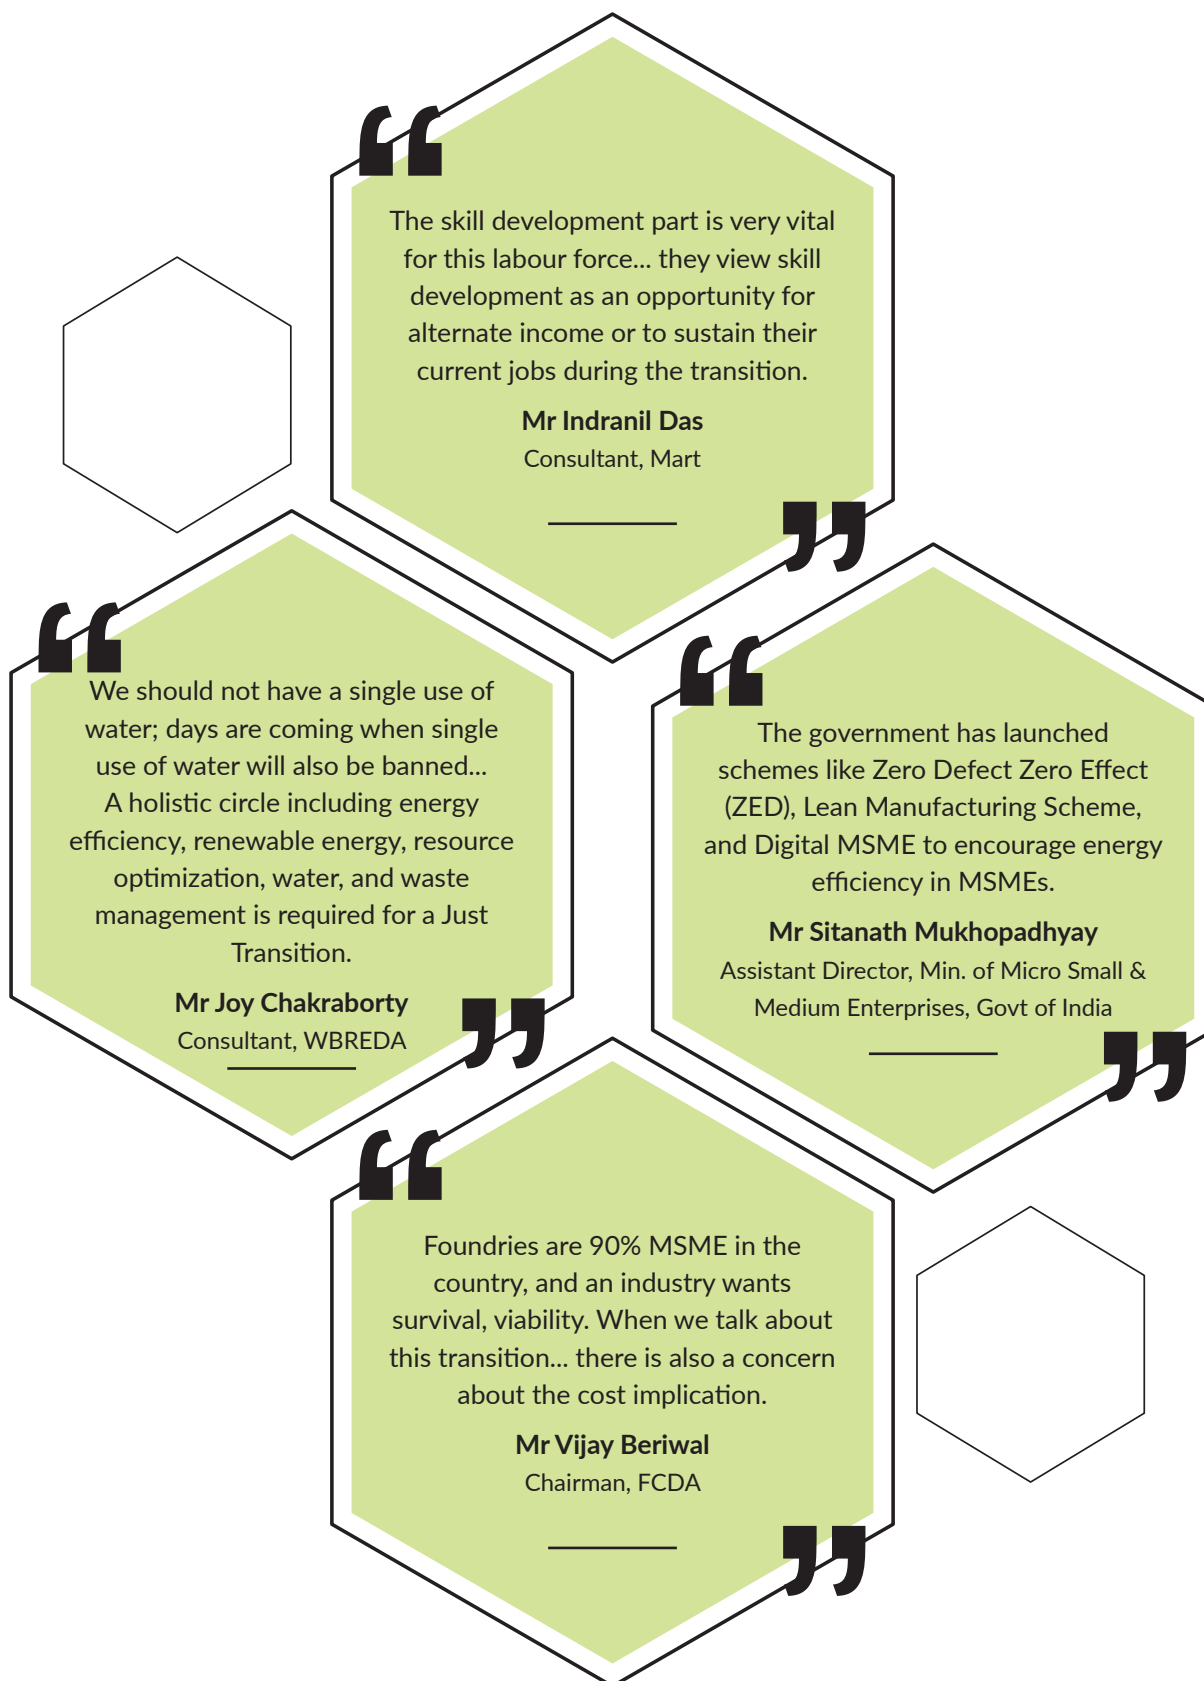 “
The skill development part is very vital
for this labour force... they view skill
development as an opportunity for
alternate income or to sustain their
current jobs during the transition.
Mr Indranil Das
Consultant, Mart
”
“
We should not have a single use of
water; days are coming when single
use of water will also be banned...
A holistic circle including energy
efficiency, renewable energy, resource
optimization, water, and waste
management is required for a Just
Transition.
Mr Joy Chakraborty
Consultant, WBREDA
”
“
The government has launched
schemes like Zero Defect Zero Effect
(ZED), Lean Manufacturing Scheme,
and Digital MSME to encourage energy
efficiency in MSMEs.
Mr Sitanath Mukhopadhyay
Assistant Director, Min. of Micro Small &
Medium Enterprises, Govt of India
”
“
Foundries are 90% MSME in the
country, and an industry wants
survival, viability. When we talk about
this transition... there is also a concern
about the cost implication.
Mr Vijay Beriwal
Chairman, FCDA
”